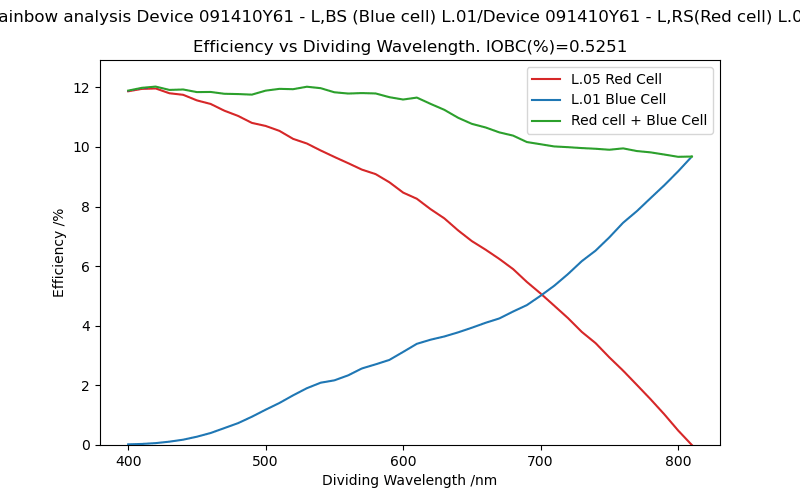 ainbow analysis Device 091410Y61 - L,BS (Blue cell) L.01/Device 091410Y61 - L,RS(Red cell) L.0
Efficiency vs Dividing Wavelength. IOBC(%)=0.5251
L.05 Red Cell
L.01 Blue Cell
Red cell + Blue Cell
12
10
8
6
4
2
0
Efficiency /%
400 500 600 700 800
Dividing Wavelength /nm